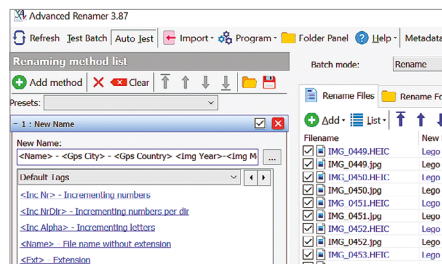 Advanced Renamer 3.87
Refresh Test Batch Auto Test Import Program Folder Panel Help Metadata
Renaming method list
Batch mode: Rename
Add method Clear
Presets:
Rename Files Rename Fo
1 : New Name
Add List
New Name:
Filename New
<Name> - <Gps City> - <Gps Country> <Img Year>-<Img M ...
IMG_0449.HEIC Lego
IMG_0449.jpg Lego
Default Tags
IMG_0450.HEIC Lego
<Inc Nr> - Incrementing numbers
IMG_0450.jpg Lego
<Inc NrDir> - Incrementing numbers per dir
IMG_0451.HEIC Lego
IMG_0451.jpg Lego
<Inc Alpha> - Incrementing letters
IMG_0452.HEIC Lego
<Name> - File name without extension
IMG_0452.jpg Lego
<Ext> - Extension
IMG_0453.HEIC Lego